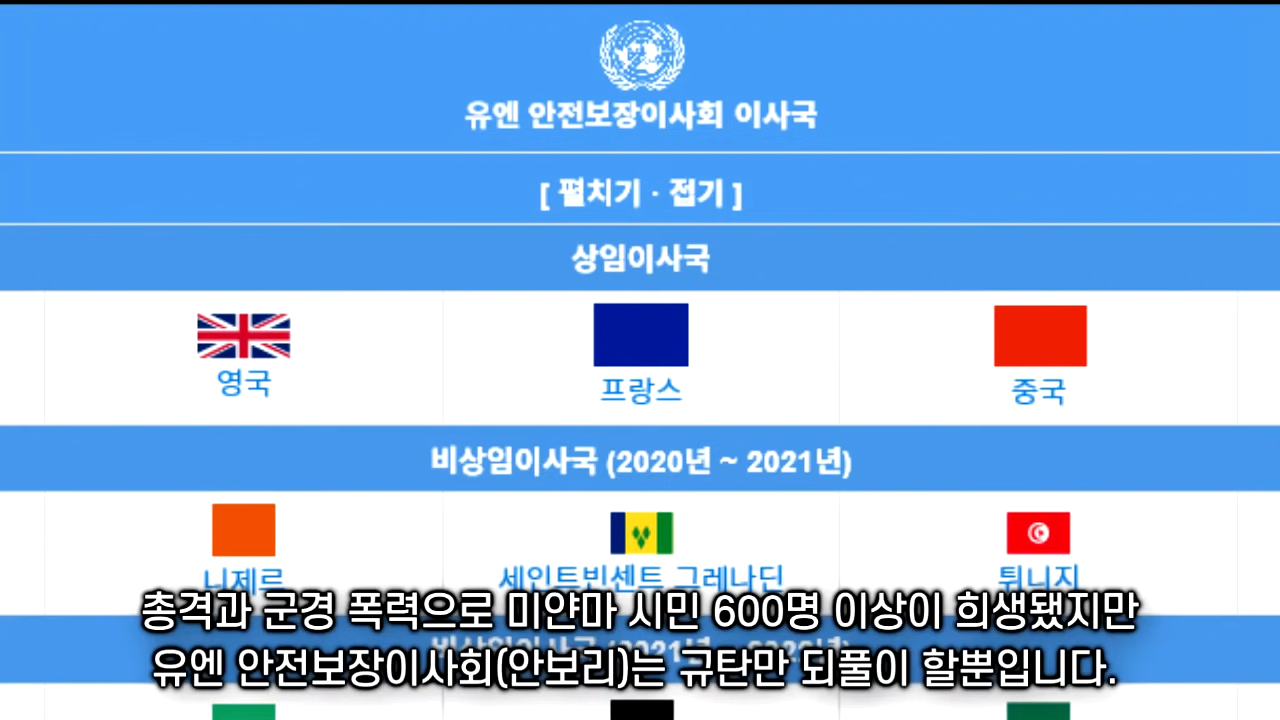 유엔 안전보장이사회 이사국
[ 펼치기 · 접기 ]
상임이사국
영국 프랑스 중국
비상임이사국 (2020년 ~ 2021년)
니제르 세인트빈센트 그레나딘 튀니지
총격과 군경 폭력으로 미얀마 시민 600명 이상이 희생됐지만
유엔 안전보장이사회(안보리)는 규탄만 되풀이 할뿐입니다.